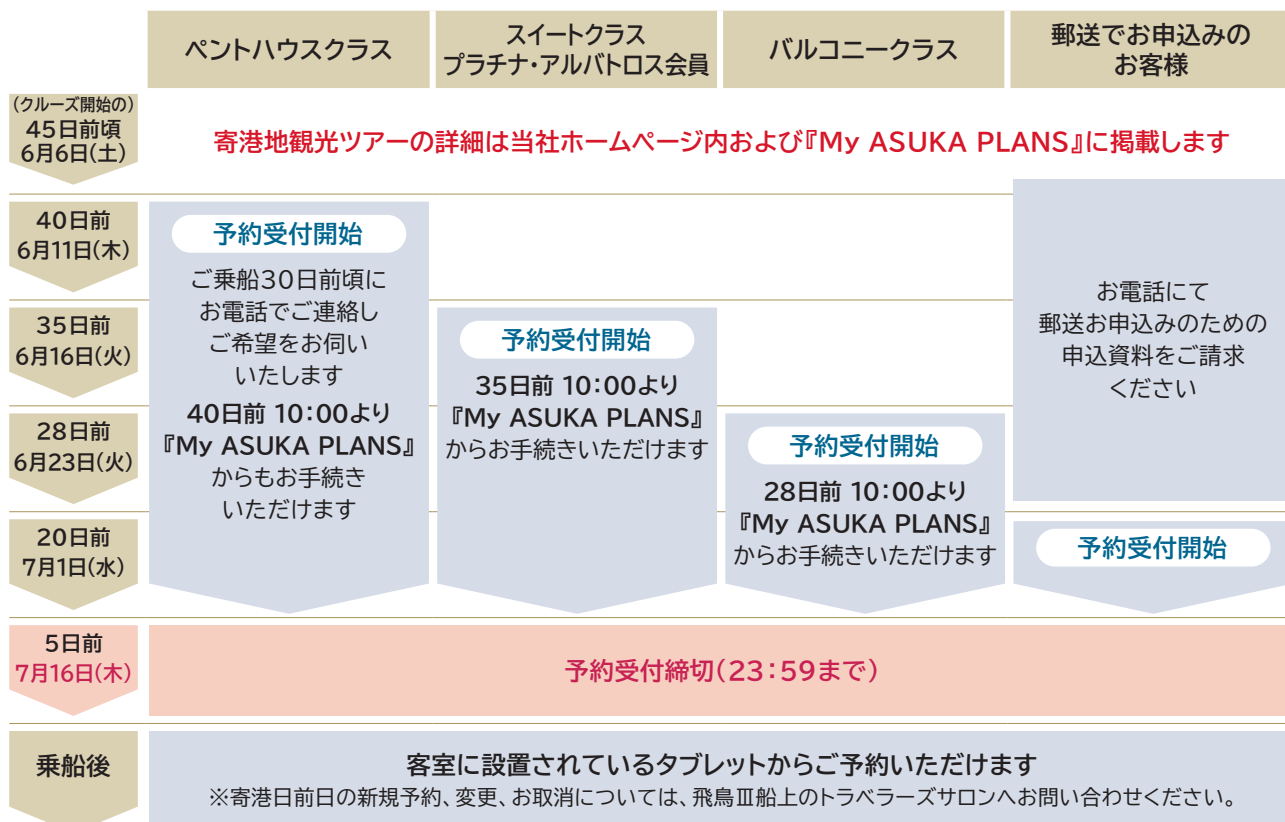 ペントハウスクラス
スイートクラス
プラチナ・アルバトロス会員
バルコニークラス
郵送でお申込みの
お客様
(クルーズ開始の)
45日前頃
6月6日(土)
寄港地観光ツアーの詳細は当社ホームページ内および『My ASUKA PLANS』に掲載します
40日前
6月11日(木)
予約受付開始
ご乗船30日前頃に
お電話でご連絡し
ご希望をお伺い
いたします
40日前 10:00より
『My ASUKA PLANS』
からもお手続き
いただけます
35日前
6月16日(火)
予約受付開始
35日前 10:00より
『My ASUKA PLANS』
からお手続きいただけます
28日前
6月23日(火)
予約受付開始
28日前 10:00より
『My ASUKA PLANS』
からお手続きいただけます
お電話にて
郵送お申込みのための
申込資料をご請求
ください
20日前
7月1日(水)
予約受付開始
5日前
7月16日(木)
予約受付締切(23:59まで)
乗船後
客室に設置されているタブレットからご予約いただけます
※寄港日前日の新規予約、変更、お取消については、飛鳥Ⅲ船上のトラベラーズサロンへお問い合わせください。